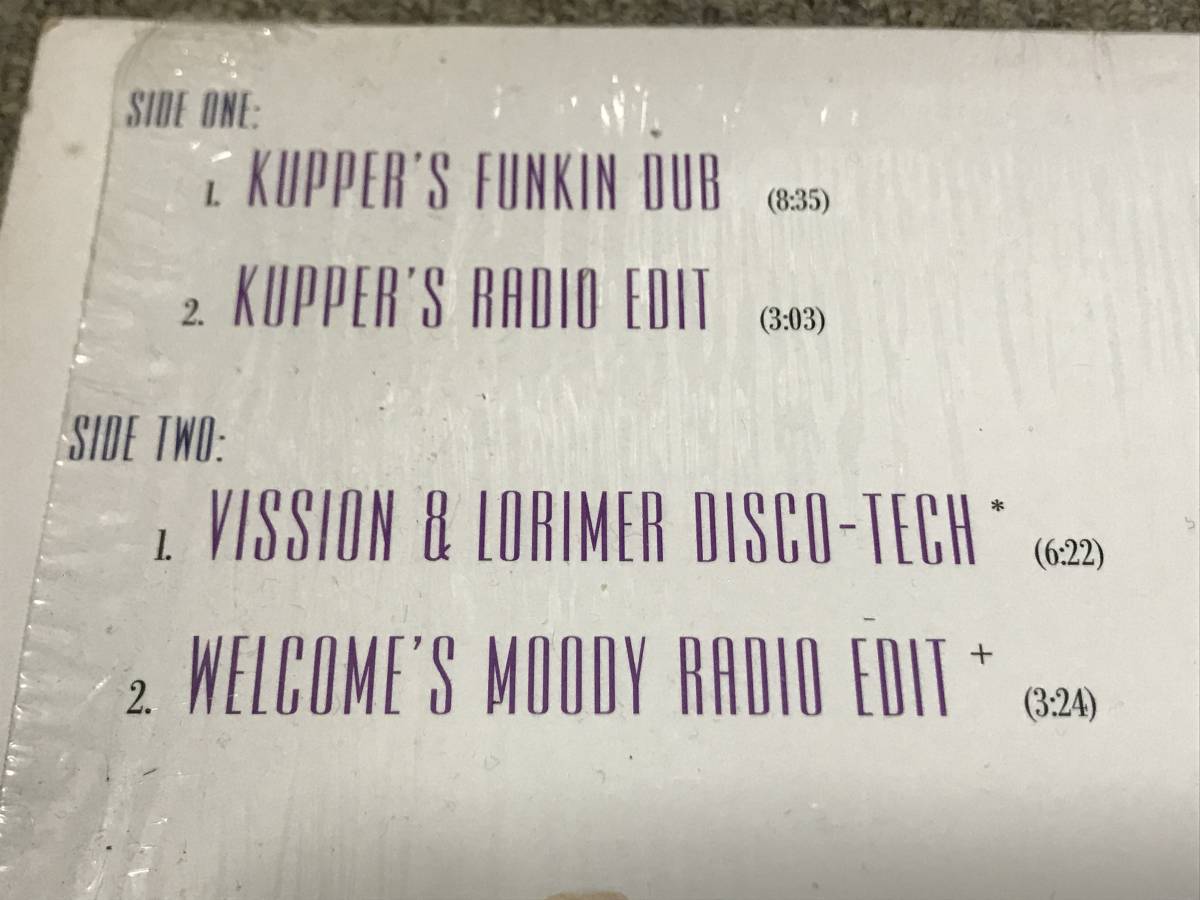 SIDE ONE:
1. KUPPER'S FUNKIN DUB (8:35)
2. KUPPER'S RADIO EDIT (3:03)
SIDE TWO:
1. VISSION & LORIMER DISCO-TECH * (6:22)
2. WELCOME'S MOODY RADIO EDIT + (3:24)